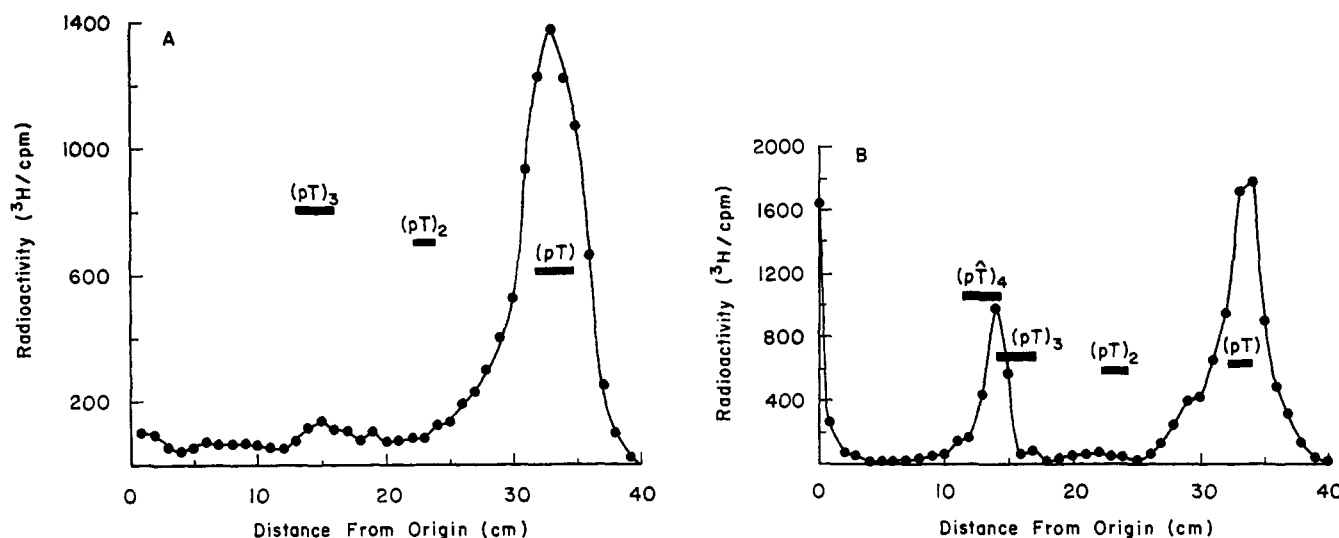 A
Radioactivity (³H/cpm)
1400
1000
600
200
(pT)₃
(pT)₂
(pT)
0 10 20 30 40
Distance From Origin (cm)
B
Radioactivity (³H/cpm)
2000
1600
1200
800
400
(pT̂)₄
(pT)₃
(pT)₂
(pT)
0 10 20 30 40
Distance From Origin (cm)